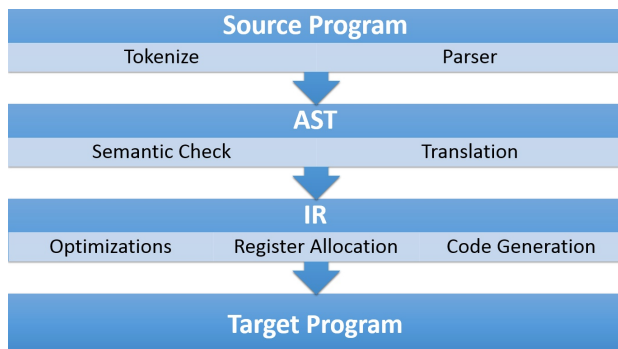 Source Program
Tokenize Parser
AST
Semantic Check Translation
IR
Optimizations Register Allocation Code Generation
Target Program